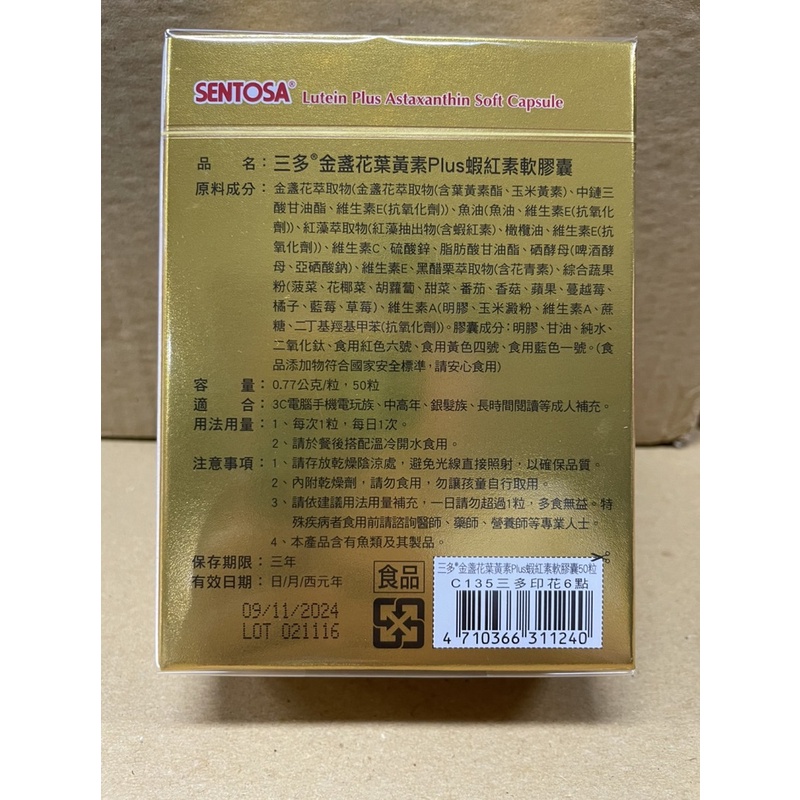 SENTOSA® Lutein Plus Astaxanthin Soft Capsule
品　　名：三多®金盞花葉黃素Plus蝦紅素軟膠囊
原料成分：金盞花萃取物(金盞花萃取物(含葉黃素酯、玉米黃素)、中鏈三
酸甘油酯、維生素E(抗氧化劑))、魚油(魚油、維生素E(抗氧化
劑))、紅藻萃取物(紅藻抽出物(含蝦紅素)、橄欖油、維生素E(抗
氧化劑))、維生素C、硫酸鋅、脂肪酸甘油酯、硒酵母(啤酒酵
母、亞硒酸鈉)、維生素E、黑醋栗萃取物(含花青素)、綜合蔬果
粉(菠菜、花椰菜、胡蘿蔔、甜菜、番茄、香菇、蘋果、蔓越莓、
橘子、藍莓、草莓)、維生素A(明膠、玉米澱粉、維生素A、蔗
糖、二丁基羥基甲苯(抗氧化劑))。膠囊成分：明膠、甘油、純水、
二氧化鈦、食用紅色六號、食用黃色四號、食用藍色一號。(食
品添加物符合國家安全標準，請安心食用)
容　　量：0.77公克/粒，50粒
適　　合：3C電腦手機電玩族、中高年、銀髮族、長時間閱讀等成人補充。
用法用量：1、每次1粒，每日1次。
2、請於餐後搭配溫冷開水食用。
注意事項：1、請存放乾燥陰涼處，避免光線直接照射，以確保品質。
2、內附乾燥劑，請勿食用，勿讓孩童自行取用。
3、請依建議用法用量補充，一日請勿超過1粒，多食無益。特
殊疾病者食用前請諮詢醫師、藥師、營養師等專業人士。
4、本產品含有魚類及其製品。
保存期限：三年
有效日期：日/月/西元年
09/11/2024
LOT 021116
食品
三多®金盞花葉黃素Plus蝦紅素軟膠囊50粒
C135三多印花6點
4 710366 311240